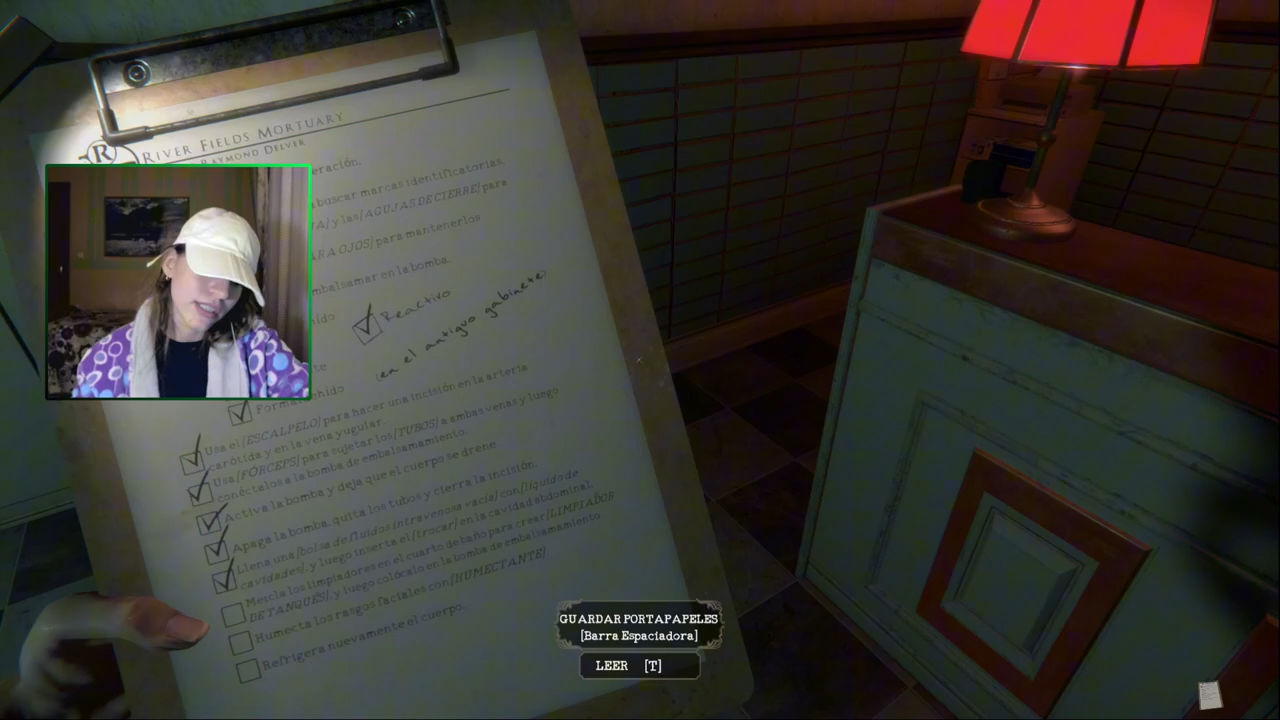 RIVER FIELDS MORTUARY
RAYMOND DELVER
eración.
buscar marcas identificatorias.
y las [AGUJAS DE CIERRE] para
ARA OJOS] para mantenerlos
mbalsamar en la bomba.
Reactivo
(en el antiguo gabinete)
Usa el [ESCALPELO] para hacer una incisión en la arteria
carótida y en la vena yugular.
Usa [FORCEPS] para sujetar los [TUBOS] a ambas venas y luego
conéctalos a la bomba de embalsamamiento.
Activa la bomba y deja que el cuerpo se drene
Apaga la bomba, quita los tubos y cierra la incisión.
Llena una [bolsa de fluidos intravenosa vacía] con [líquido de
cavidades], y luego inserta el [trocar] en la cavidad abdominal.
Mezcla los limpiadores en el cuarto de baño para crear [LIMPIADOR
DE TANQUES], y luego colócalo en la bomba de embalsamamiento.
Humecta los rasgos faciales con [HUMECTANTE]
Refrigera nuevamente el cuerpo.
GUARDAR PORTAPAPELES
[Barra Espaciadora]
LEER [T]